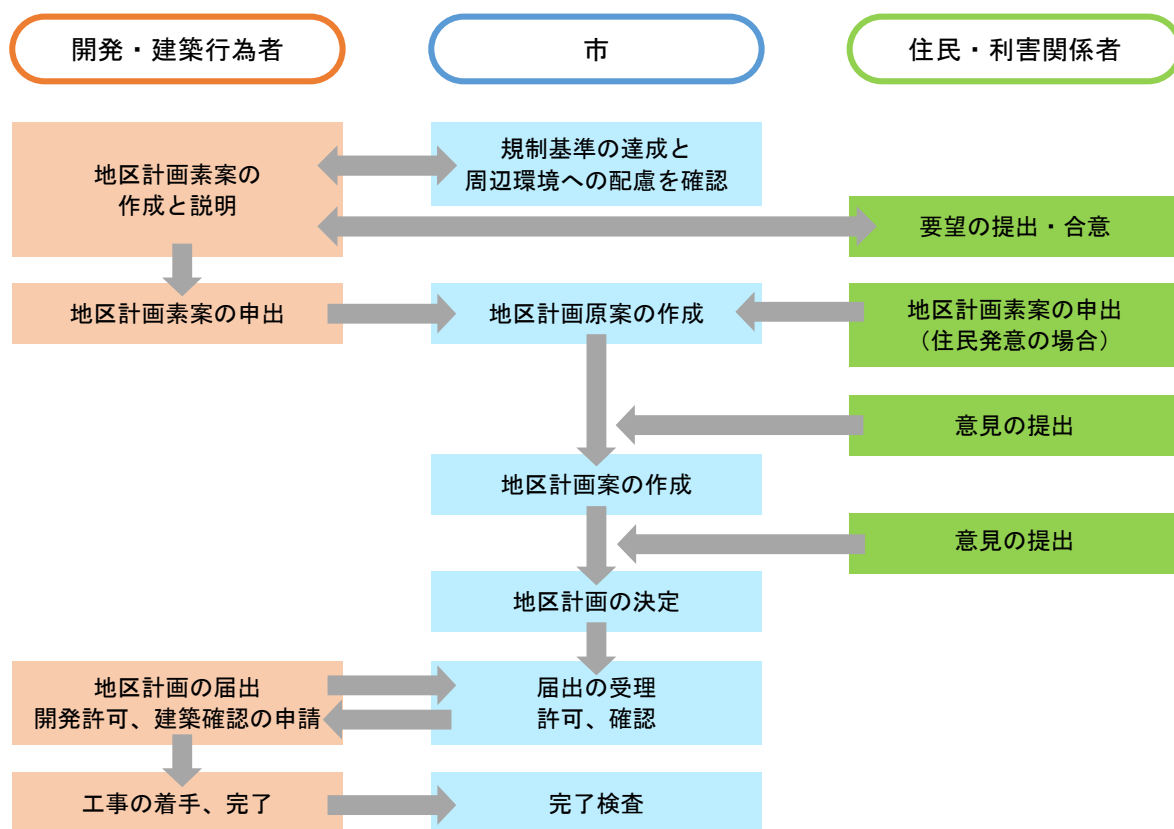 開発・建築行為者
市
住民・利害関係者
地区計画素案の
作成と説明
規制基準の達成と
周辺環境への配慮を確認
要望の提出・合意
地区計画素案の申出
地区計画原案の作成
地区計画素案の申出
（住民発意の場合）
意見の提出
地区計画案の作成
意見の提出
地区計画の決定
地区計画の届出
開発許可、建築確認の申請
届出の受理
許可、確認
工事の着手、完了
完了検査